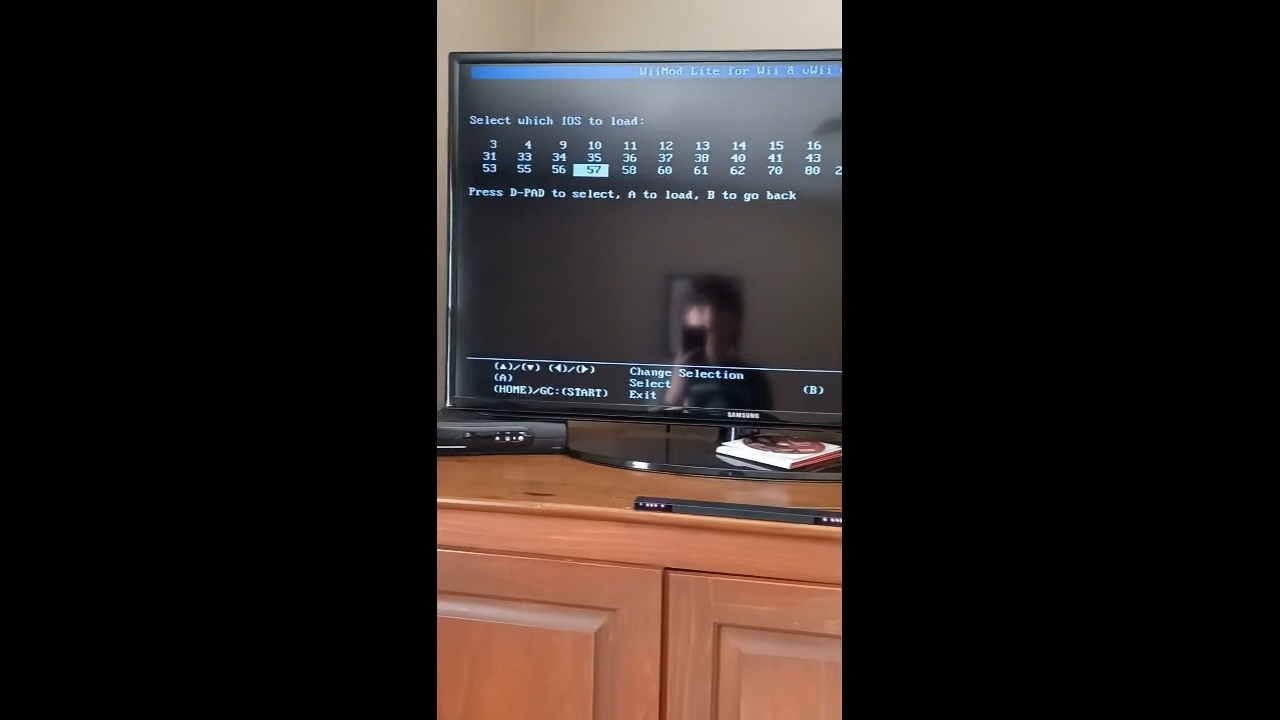 WiiMod Lite for Wii & vWii
Select which IOS to load:
3 4 9 10 11 12 13 14 15 16
31 33 34 35 36 37 38 40 41 43
53 55 56 57 58 60 61 62 70 80 2
Press D-PAD to select, A to load, B to go back
(▲)/(▼) (◀)/(▶) Change Selection
(A) Select (B)
(HOME)/GC:(START) Exit
SAMSUNG